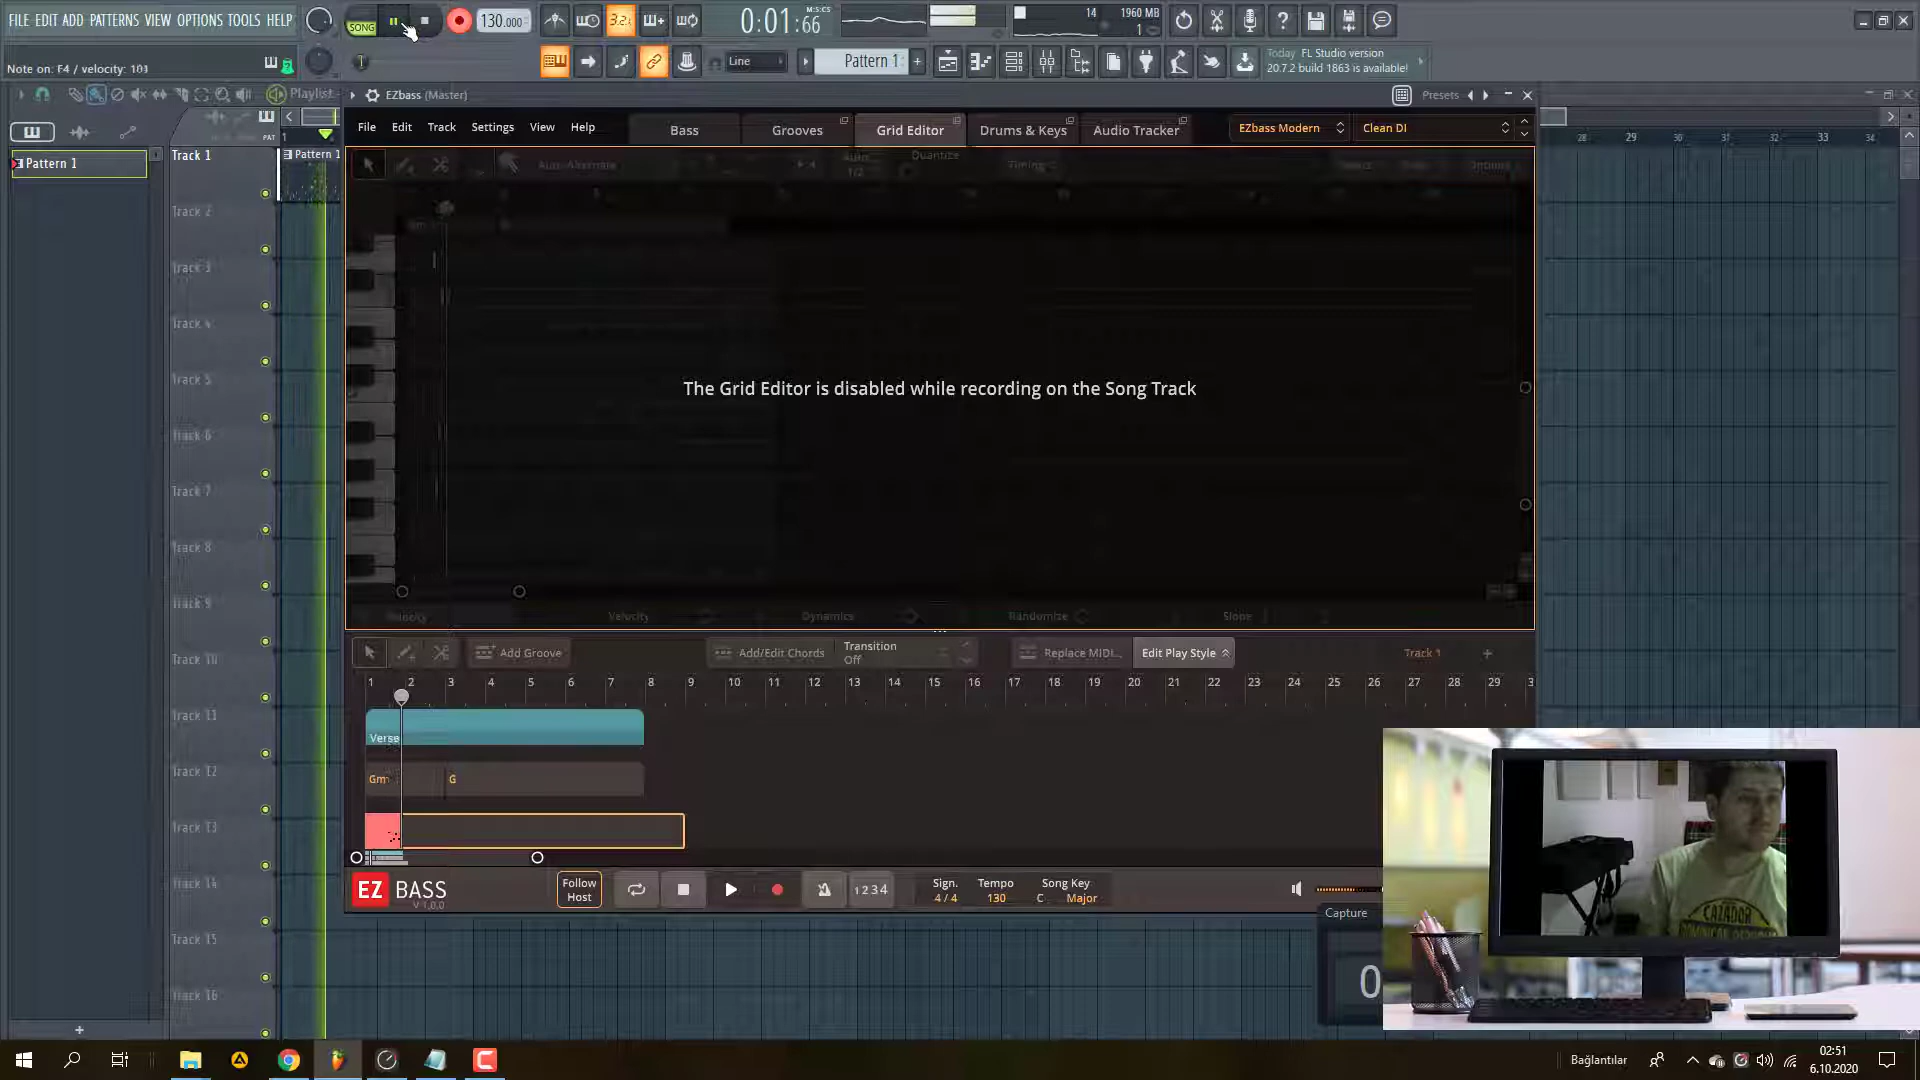 FILE EDIT ADD PATTERNS VIEW OPTIONS TOOLS HELP
SONG
130.000
3.2.
0:01:66
M:S:CS
14
1960 MB
1
Note on: F4 / velocity: 101
Line
Pattern 1
Today FL Studio version
20.7.2 build 1863 is available!
Playlist
EZbass (Master)
Presets
File Edit Track Settings View Help
Bass
Grooves
Grid Editor
Drums & Keys
Audio Tracker
EZbass Modern
Clean DI
28 29 30 31 32 33 34
PAT
1
Pattern 1
Track 1
Pattern 1
Track 2
Track 3
Track 4
Track 5
Track 6
Track 7
Track 8
Track 9
Track 10
Track 11
Track 12
Track 13
Track 14
Track 15
Track 16
Auto-Alternate
Quantize
1/2
Timing
The Grid Editor is disabled while recording on the Song Track
Velocity
Velocity
Dynamics
Randomize
Slope
Add Groove
Add/Edit Chords
Transition
Off
Replace MIDI...
Edit Play Style
Track 1
1 2 3 4 5 6 7 8 9 10 11 12 13 14 15 16 17 18 19 20 21 22 23 24 25 26 27 28 29
Verse
Gm
G
EZ BASS
V 1.0.0
Follow
Host
1 2 3 4
Sign.
4 / 4
Tempo
130
Song Key
C Major
Capture
0
CAZADOR
Bağlantılar
02:51
6.10.2020